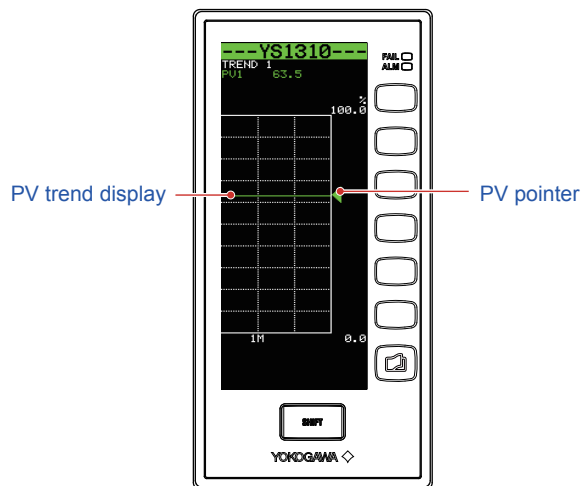 ---YS1310---
TREND 1
PV1 63.5
FAIL
ALM
%
100.0
PV trend display
PV pointer
1M 0.0
SHIFT
YOKOGAWA